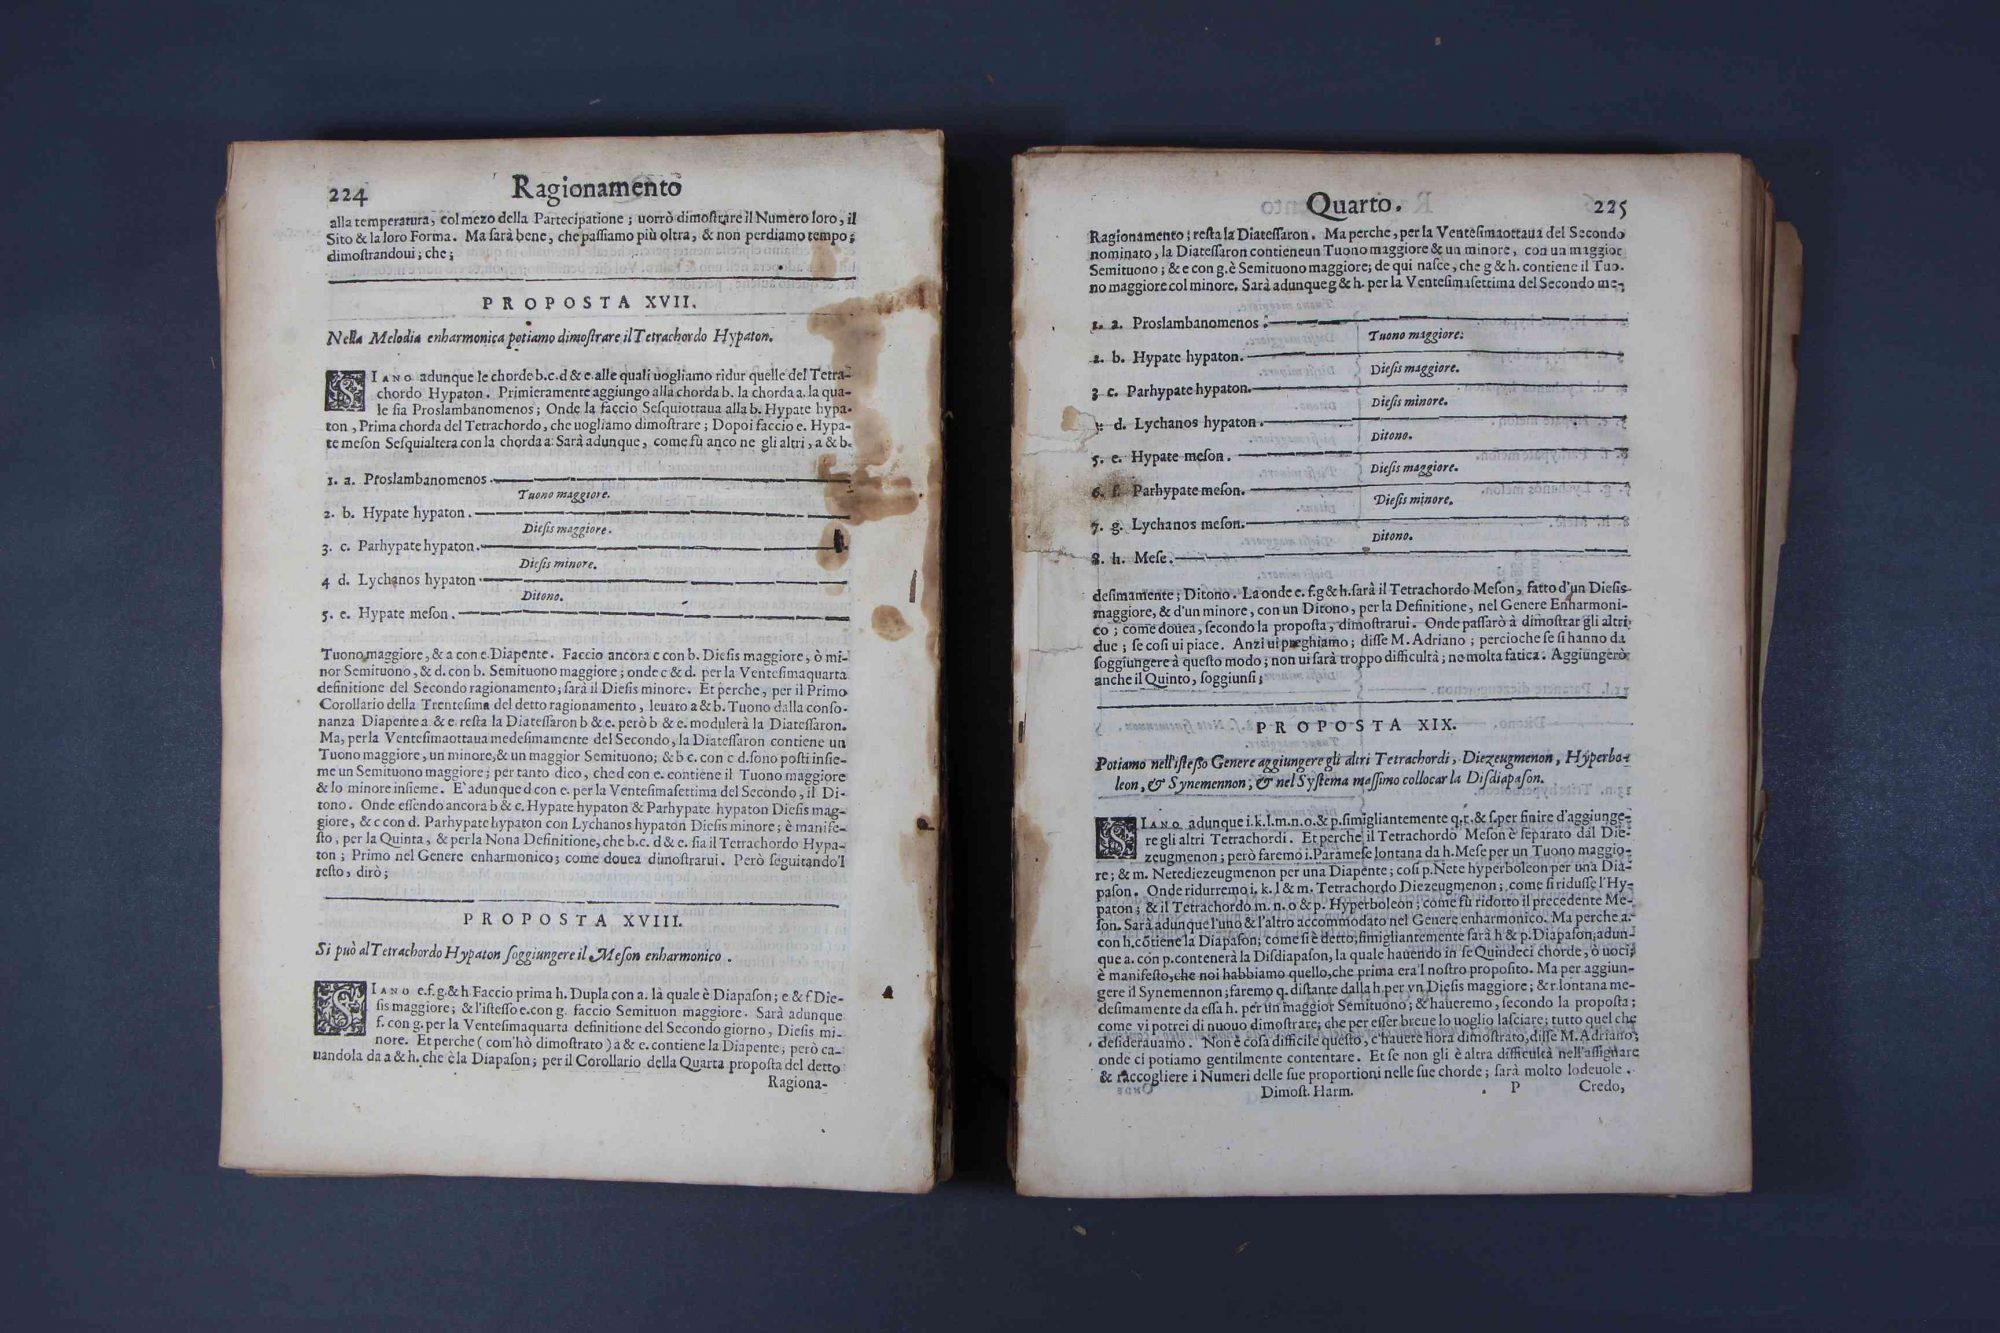 224 Ragionamento
alla temperatura, col mezo della Partecipatione; uorrò dimostrare il Numero loro, il
Sito & la loro Forma. Ma sarà bene, che passiamo più oltra, & non perdiamo tempo;
dimostrandoui; che;
PROPOSTA XVII.
Nella Melodia enharmonica potiamo dimostrare il Tetrachordo Hypaton.
SIANO adunque le chorde b.c.d & e. alle quali uogliamo ridur quelle del Tetra-
chordo Hypaton. Primieramente aggiungo alla chorda b. la chorda a. la qua-
le sia Proslambanomenos; Onde la faccio Sesquiottaua alla b. Hypate hypa-
ton, Prima chorda del Tetrachordo, che uogliamo dimostrare; Dopoi faccio e. Hypa-
te meson Sesquialtera con la chorda a. Sarà adunque, come fù anco ne gli altri, a & b.
1. a. Proslambanomenos.
Tuono maggiore.
2. b. Hypate hypaton.
Diesis maggiore.
3. c. Parhypate hypaton.
Diesis minore.
4 d. Lychanos hypaton
Ditono.
5. e. Hypate meson.
Tuono maggiore, & a con e. Diapente. Faccio ancora c con b. Diesis maggiore, ò mi-
nor Semituono, & d. con b. Semituono maggiore; onde c & d. per la Ventesimaquarta
definitione del Secondo ragionamento; sarà il Diesis minore. Et perche, per il Primo
Corollario della Trentesima del detto ragionamento, leuato a & b. Tuono dalla conso-
nanza Diapente a & e. resta la Diatessaron b & e. però b & e. modulerà la Diatessaron.
Ma, per la Ventesimaottaua medesimamente del Secondo, la Diatessaron contiene un
Tuono maggiore, un minore, & un maggior Semituono; & b c. con c d. sono posti insie-
me un Semituono maggiore; per tanto dico, che d con e. contiene il Tuono maggiore
& lo minore insieme. E' adunque d con e. per la Ventesimasettima del Secondo, il Di-
tono. Onde essendo ancora b & c. Hypate hypaton & Parhypate hypaton Diesis mag-
giore, & c con d. Parhypate hypaton con Lychanos hypaton Diesis minore; è manife-
sto, per la Quinta, & per la Nona Definitione, che b.c. d & e. sia il Tetrachordo Hypa-
ton; Primo nel Genere enharmonico; come douea dimostrarui. Però seguitando'l
resto, dirò;
PROPOSTA XVIII.
Si può al Tetrachordo Hypaton soggiungere il Meson enharmonico.
SIANO e.f.g.& h. Faccio prima h. Dupla con a. là quale è Diapason; e & f Die-
sis maggiore; & l'istesso e. con g. faccio Semituon maggiore. Sarà adunque
f. con g. per la Ventesimaquarta definitione del Secondo giorno, Diesis mi-
nore. Et perche (com'hò dimostrato) a & e. contiene la Diapente; però ca-
uandola da a & h. che è la Diapason; per il Corollario della Quarta proposta del detto
Ragiona-
Quarto. 225
Ragionamento; resta la Diatessaron. Ma perche, per la Ventesimaottaua del Secondo
nominato, la Diatessaron contiene un Tuono maggiore & un minore, con un maggior
Semituono; & e con g. è Semituono maggiore; de qui nasce, che g & h. contiene il Tuo-
no maggiore col minore. Sarà adunque g & h. per la Ventesimasettima del Secondo me-
1. a. Proslambanomenos.
Tuono maggiore.
2. b. Hypate hypaton.
Diesis maggiore.
3 c. Parhypate hypaton.
Diesis minore.
4. d. Lychanos hypaton.
Ditono.
5. e. Hypate meson.
Diesis maggiore.
6. f. Parhypate meson.
Diesis minore.
7. g. Lychanos meson.
Ditono.
8. h. Mese.
desimamente; Ditono. La onde e. f.g & h. sarà il Tetrachordo Meson, fatto d'un Diesis
maggiore, & d'un minore, con un Ditono, per la Definitione, nel Genere Enharmoni-
co; come douea, secondo la proposta, dimostrarui. Onde passarò à dimostrar gli altri
due; se così ui piace. Anzi ui preghiamo; disse M. Adriano; percioche se si hanno da
soggiungere à questo modo; non ui sarà troppo difficultà; ne molta fatica. Aggiungerò
anche il Quinto, soggiunsi;
PROPOSTA XIX.
Potiamo nell'istesso Genere aggiungere gli altri Tetrachordi, Diezeugmenon, Hyperbo-
leon, & Synemennon; & nel Systema massimo collocar la Disdiapason.
SIANO adunque i.k.l.m.n.o.& p. simigliantemente q.r.& s. per finire d'aggiunge-
re gli altri Tetrachordi. Et perche il Tetrachordo Meson è separato dal Die-
zeugmenon; però faremo i. Paramese lontana da h. Mese per un Tuono maggio-
re; & m. Netediezeugmenon per una Diapente; così p. Nete hyperboleon per una Dia-
pason. Onde ridurremo i. k. l & m. Tetrachordo Diezeugmenon; come si ridusse l'Hy-
paton; & il Tetrachordo m. n. o & p. Hyperboleon; come fù ridotto il precedente Me-
son. Sarà adunque l'uno & l'altro accommodato nel Genere enharmonico. Ma perche a.
con h. cōtiene la Diapason; come si è detto; simigliantemente sarà h & p. Diapason; adun-
que a. con p. contenerà la Disdiapason, la quale hauendo in se Quindeci chorde, ò uoci;
è manifesto, che noi habbiamo quello, che prima era'l nostro proposito. Ma per aggiun-
gere il Synemennon; faremo q. distante dalla h. per vn Diesis maggiore; & r. lontana me-
desimamente da essa h. per un maggior Semituono; & haueremo, secondo la proposta;
come vi potrei di nuouo dimostrare; che per esser breue lo uoglio lasciare; tutto quel che
desiderauamo. Non è cosa difficile questo, c'hauete hora dimostrato, disse M. Adriano;
onde ci potiamo gentilmente contentare. Et se non gli è altra difficultà nell'assignare
& raccogliere i Numeri delle sue proportioni nelle sue chorde; sarà molto lodeuole.
Dimost. Harm. P Credo,